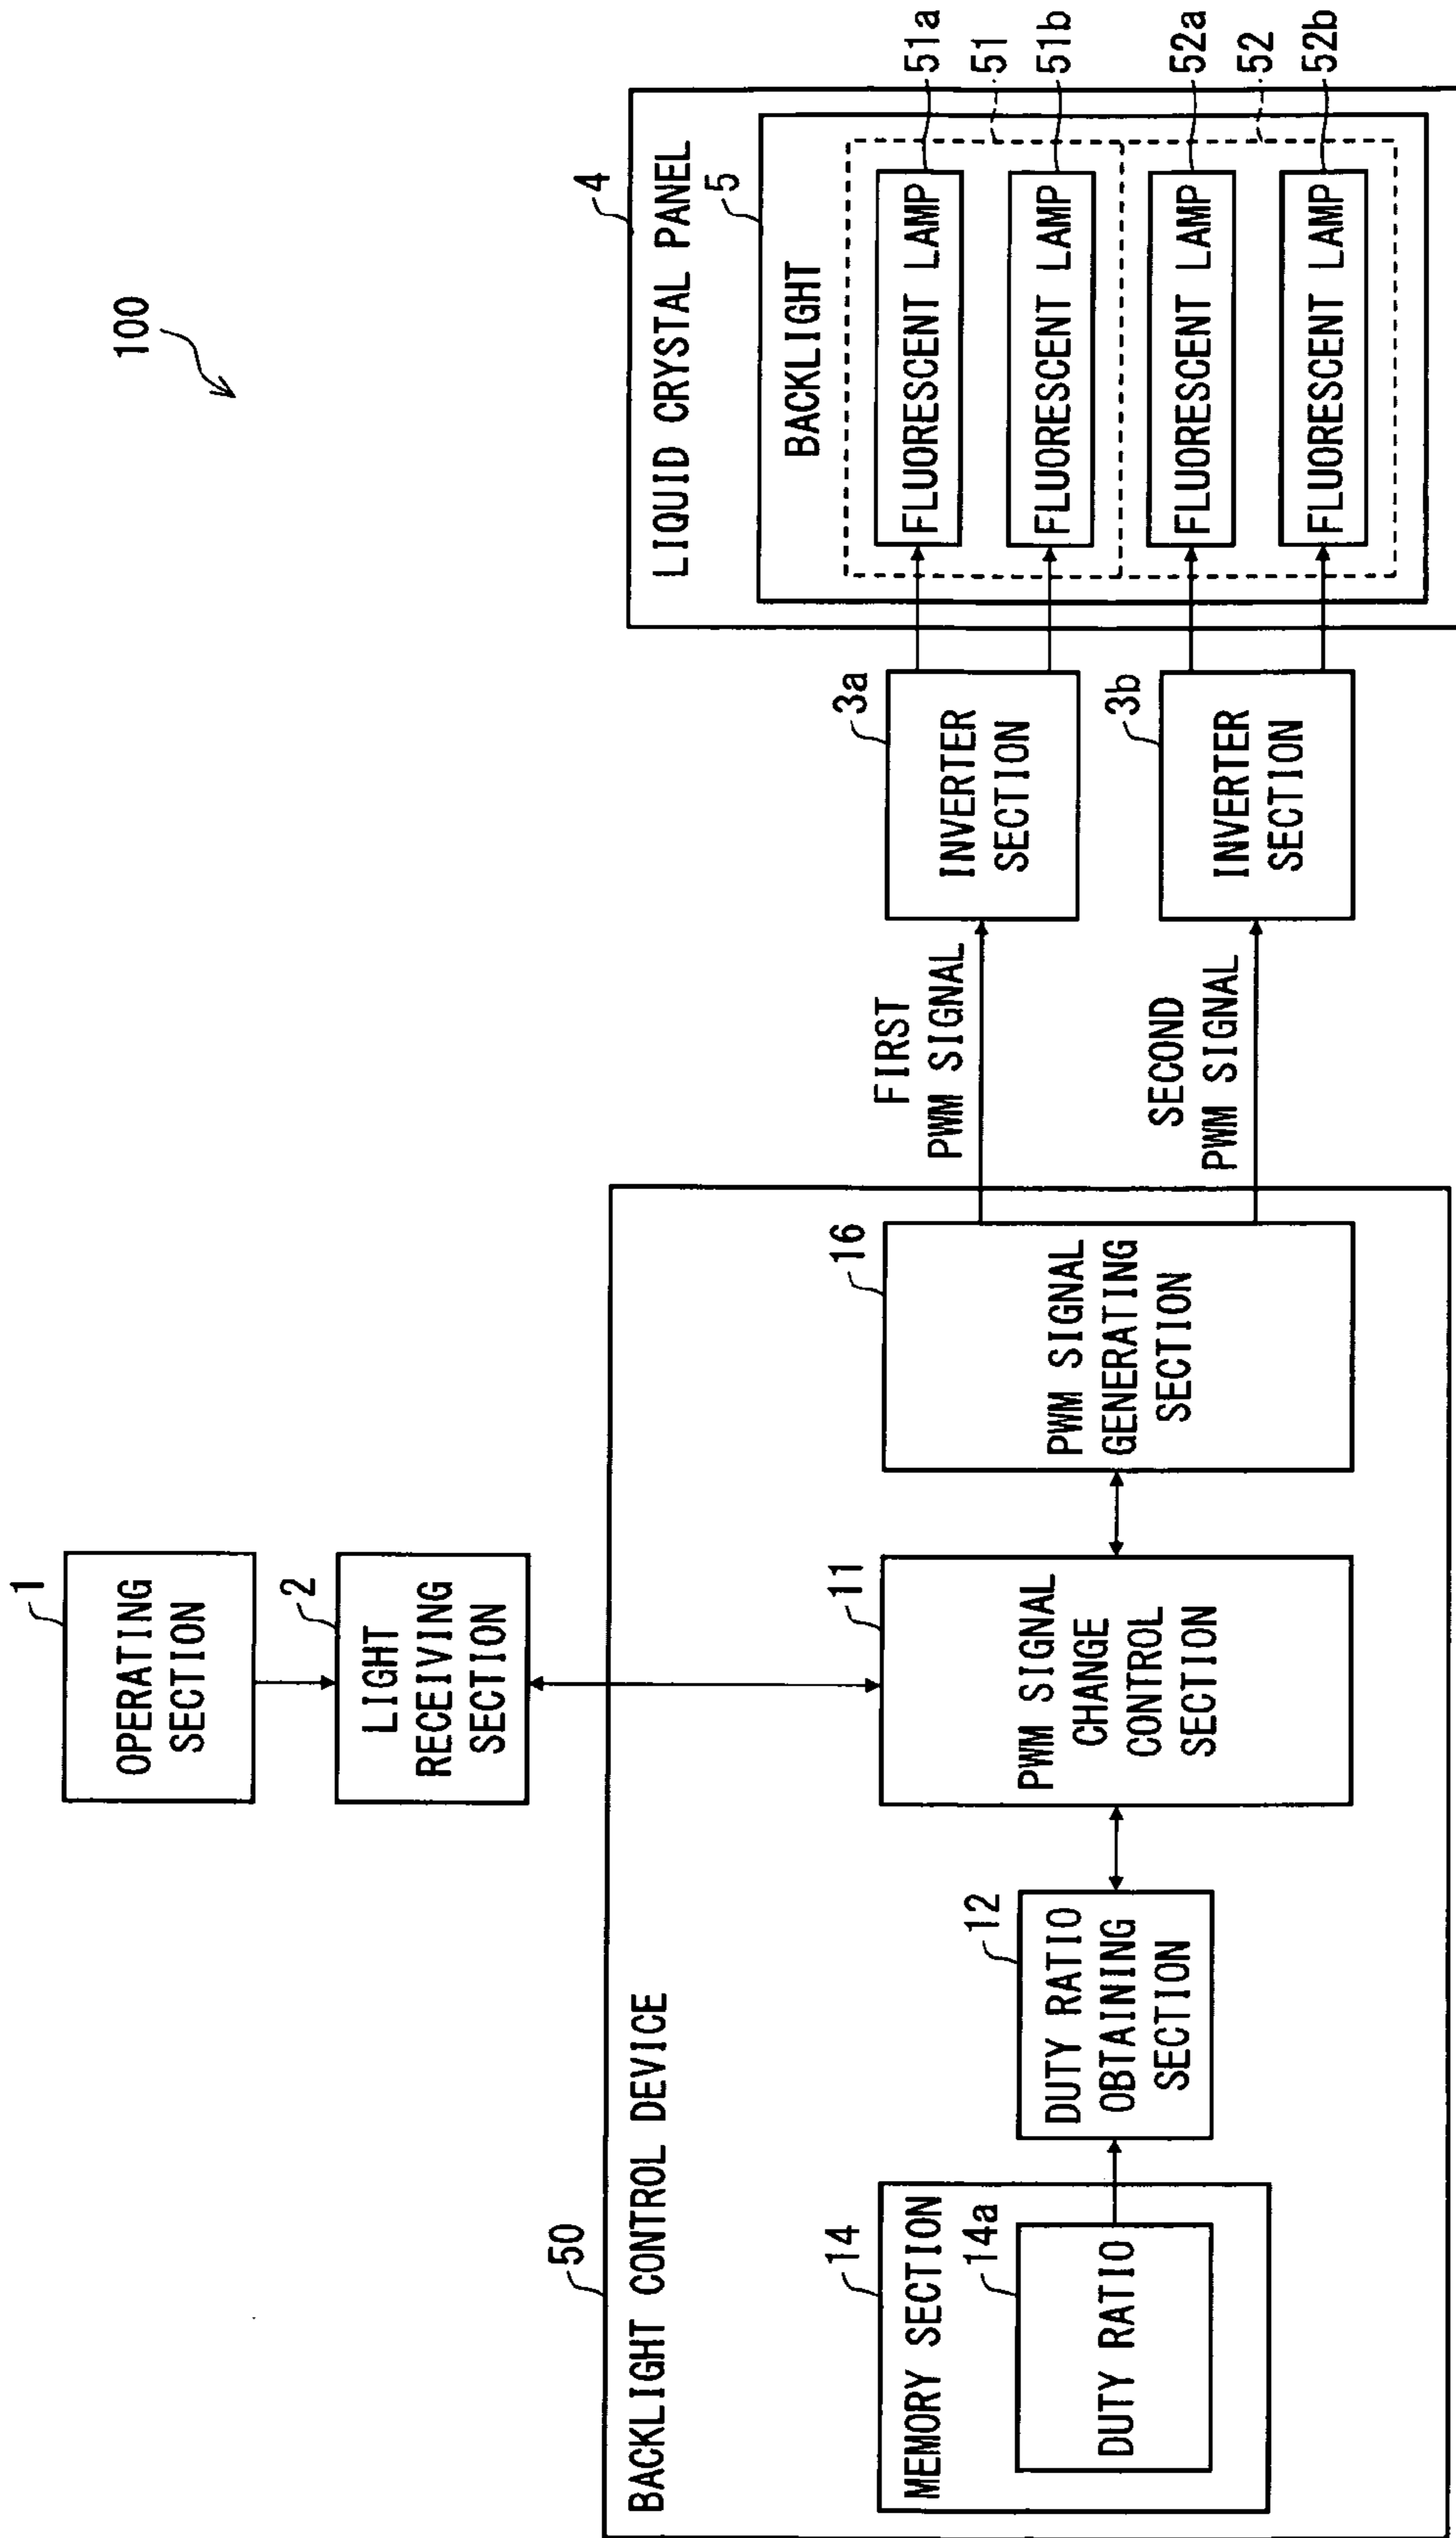 100
1
OPERATING
SECTION
2
LIGHT
RECEIVING
SECTION
50
BACKLIGHT CONTROL DEVICE
14
MEMORY SECTION
14a
DUTY RATIO
12
DUTY RATIO
OBTAINING
SECTION
11
PWM SIGNAL
CHANGE
CONTROL
SECTION
16
PWM SIGNAL
GENERATING
SECTION
FIRST
PWM SIGNAL
SECOND
PWM SIGNAL
3a
INVERTER
SECTION
3b
INVERTER
SECTION
4
LIQUID CRYSTAL PANEL
5
BACKLIGHT
FLUORESCENT LAMP
51a
51
FLUORESCENT LAMP
51b
FLUORESCENT LAMP
52a
52
FLUORESCENT LAMP
52b